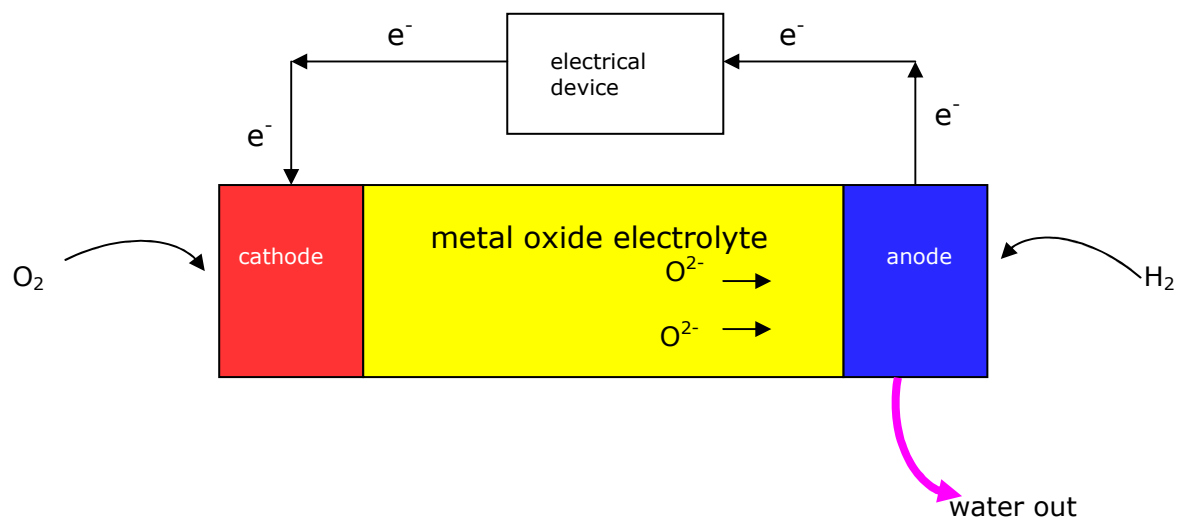 e⁻
e⁻
electrical
device
e⁻
e⁻
metal oxide electrolyte
cathode
anode
O²⁻
O₂
H₂
O²⁻
water out